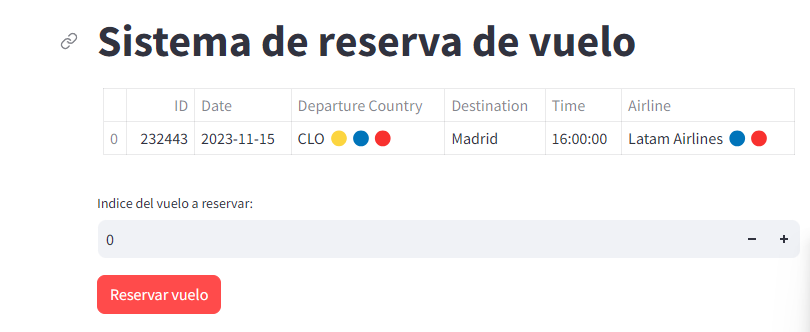 Sistema de reserva de vuelo
ID Date Departure Country Destination Time Airline
0 232443 2023-11-15 CLO 🟡🔵🔴 Madrid 16:00:00 Latam Airlines 🔵🔴
Indice del vuelo a reservar:
0 − +
Reservar vuelo